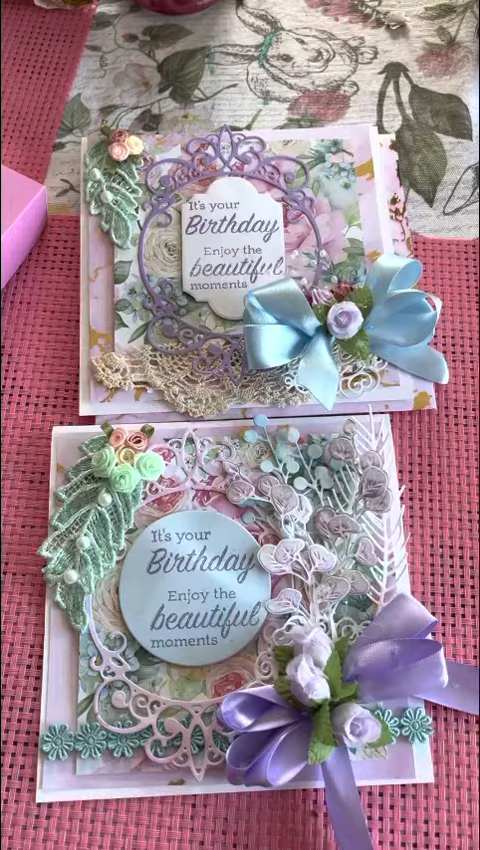 It's your
Birthday
Enjoy the
beautiful
moments
It's your
Birthday
Enjoy the
beautiful
moments